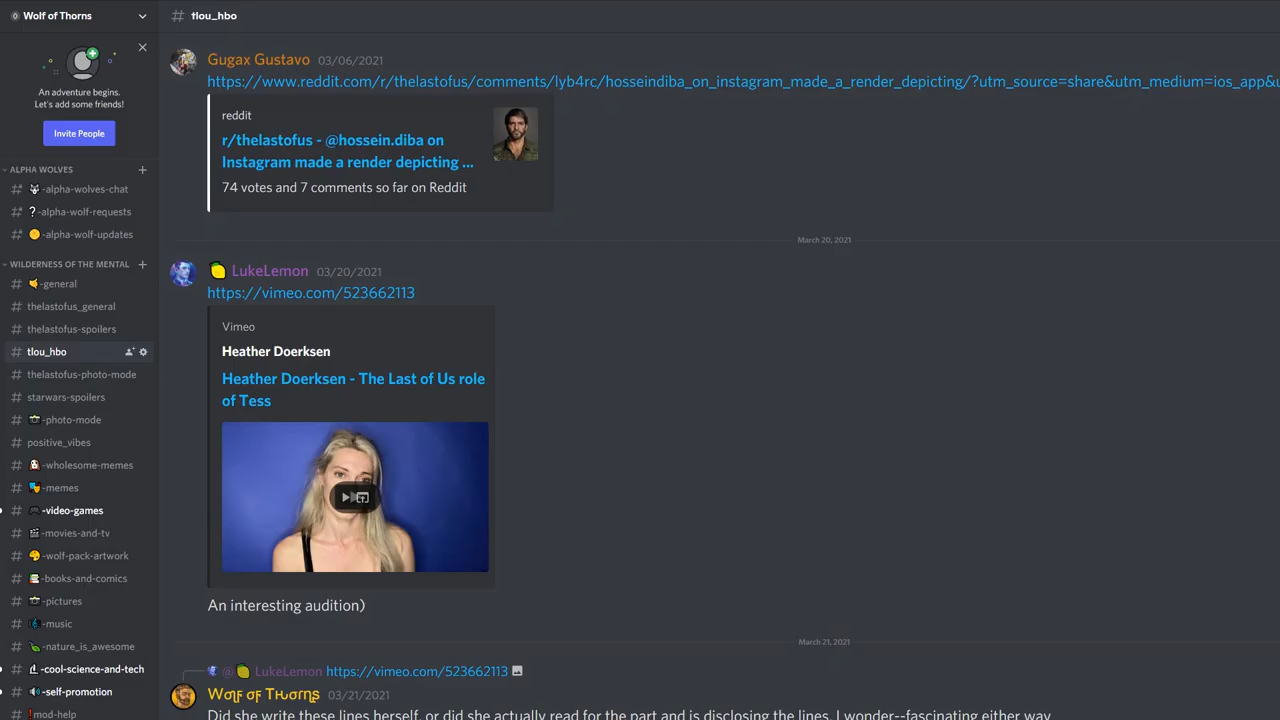 Wolf of Thorns
tlou_hbo
An adventure begins.
Let's add some friends!
Invite People
ALPHA WOLVES
-alpha-wolves-chat
?-alpha-wolf-requests
-alpha-wolf-updates
WILDERNESS OF THE MENTAL
-general
thelastofus_general
thelastofus-spoilers
tlou_hbo
thelastofus-photo-mode
starwars-spoilers
-photo-mode
positive_vibes
-wholesome-memes
-memes
-video-games
-movies-and-tv
-wolf-pack-artwork
-books-and-comics
-pictures
-music
-nature_is_awesome
-cool-science-and-tech
-self-promotion
mod-help
Gugax Gustavo 03/06/2021
https://www.reddit.com/r/thelastofus/comments/lyb4rc/hosseindiba_on_instagram_made_a_render_depicting/?utm_source=share&utm_medium=ios_app&u
reddit
r/thelastofus - @hossein.diba on
Instagram made a render depicting ...
74 votes and 7 comments so far on Reddit
March 20, 2021
LukeLemon 03/20/2021
https://vimeo.com/523662113
Vimeo
Heather Doerksen
Heather Doerksen - The Last of Us role
of Tess
An interesting audition)
March 21, 2021
@ LukeLemon https://vimeo.com/523662113
Wolf of Thorns 03/21/2021
Did she write these lines herself, or did she actually read for the part and is disclosing the lines, I wonder--fascinating either way